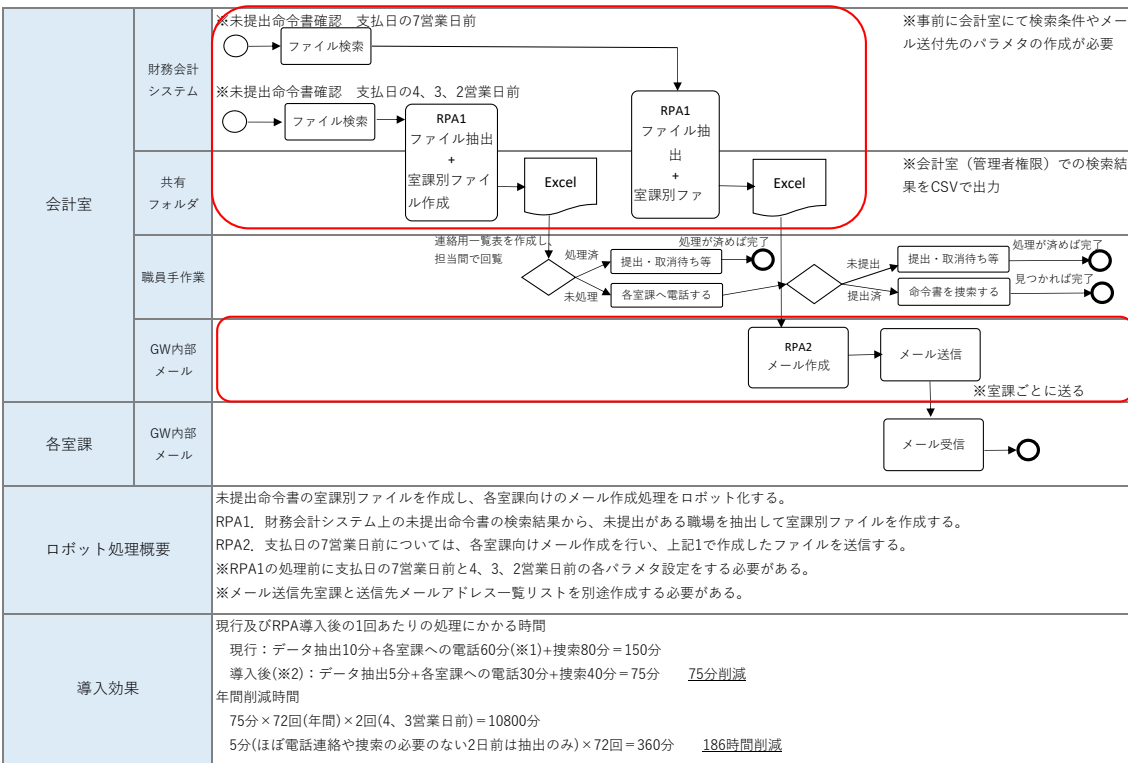 ※未提出命令書確認　支払日の7営業日前
※事前に会計室にて検索条件やメー
ル送付先のパラメタの作成が必要
ファイル検索
財務会計
システム
※未提出命令書確認　支払日の4、3、2営業日前
ファイル検索
RPA1
ファイル抽出
+
室課別ファイ
ル作成
RPA1
ファイル抽
出
+
室課別ファ
会計室
共有
フォルダ
Excel
Excel
※会計室（管理者権限）での検索結
果をCSVで出力
職員手作業
連絡用一覧表を作成し、
担当間で回覧
処理済
提出・取消待ち等
処理が済めば完了
未処理
各室課へ電話する
未提出
提出・取消待ち等
処理が済めば完了
提出済
命令書を捜索する
見つかれば完了
GW内部
メール
RPA2
メール作成
メール送信
※室課ごとに送る
各室課
GW内部
メール
メール受信
ロボット処理概要
未提出命令書の室課別ファイルを作成し、各室課向けのメール作成処理をロボット化する。
RPA1．財務会計システム上の未提出命令書の検索結果から、未提出がある職場を抽出して室課別ファイルを作成する。
RPA2．支払日の7営業日前については、各室課向けメール作成を行い、上記1で作成したファイルを送信する。
※RPA1の処理前に支払日の7営業日前と4、3、2営業日前の各パラメタ設定をする必要がある。
※メール送信先室課と送信先メールアドレス一覧リストを別途作成する必要がある。
導入効果
現行及びRPA導入後の1回あたりの処理にかかる時間
現行：データ抽出10分+各室課への電話60分(※1)+捜索80分＝150分
導入後(※2)：データ抽出5分+各室課への電話30分+捜索40分＝75分　　75分削減
年間削減時間
75分×72回(年間)×2回(4、3営業日前)＝10800分
5分(ほぼ電話連絡や捜索の必要のない2日前は抽出のみ)×72回＝360分　　186時間削減